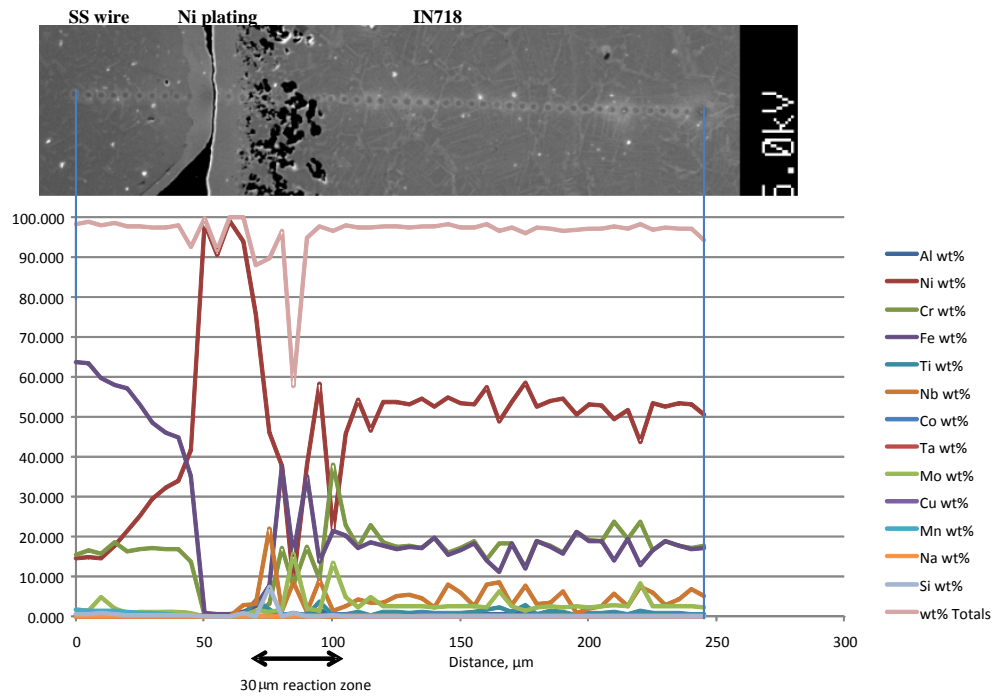 SS wire Ni plating IN718
5.0kV
100.000
90.000
80.000
70.000
60.000
50.000
40.000
30.000
20.000
10.000
0.000
0 50 100 150 200 250 300
Distance, μm
30μm reaction zone
Al wt%
Ni wt%
Cr wt%
Fe wt%
Ti wt%
Nb wt%
Co wt%
Ta wt%
Mo wt%
Cu wt%
Mn wt%
Na wt%
Si wt%
wt% Totals